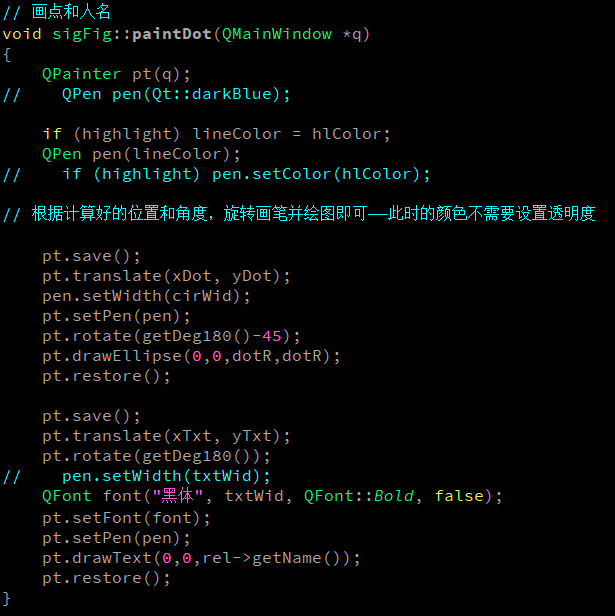 // 画点和人名
void sigFig::paintDot(QMainWindow *q)
{
    QPainter pt(q);
//    QPen pen(Qt::darkBlue);
    if (highlight) lineColor = hlColor;
    QPen pen(lineColor);
//    if (highlight) pen.setColor(hlColor);
// 根据计算好的位置和角度，旋转画笔并绘图即可——此时的颜色不需要设置透明度
    pt.save();
    pt.translate(xDot, yDot);
    pen.setWidth(cirWid);
    pt.setPen(pen);
    pt.rotate(getDeg180()-45);
    pt.drawEllipse(0,0,dotR,dotR);
    pt.restore();
    pt.save();
    pt.translate(xTxt, yTxt);
    pt.rotate(getDeg180());
//    pen.setWidth(txtWid);
    QFont font("黑体", txtWid, QFont::Bold, false);
    pt.setFont(font);
    pt.setPen(pen);
    pt.drawText(0,0,rel->getName());
    pt.restore();
}